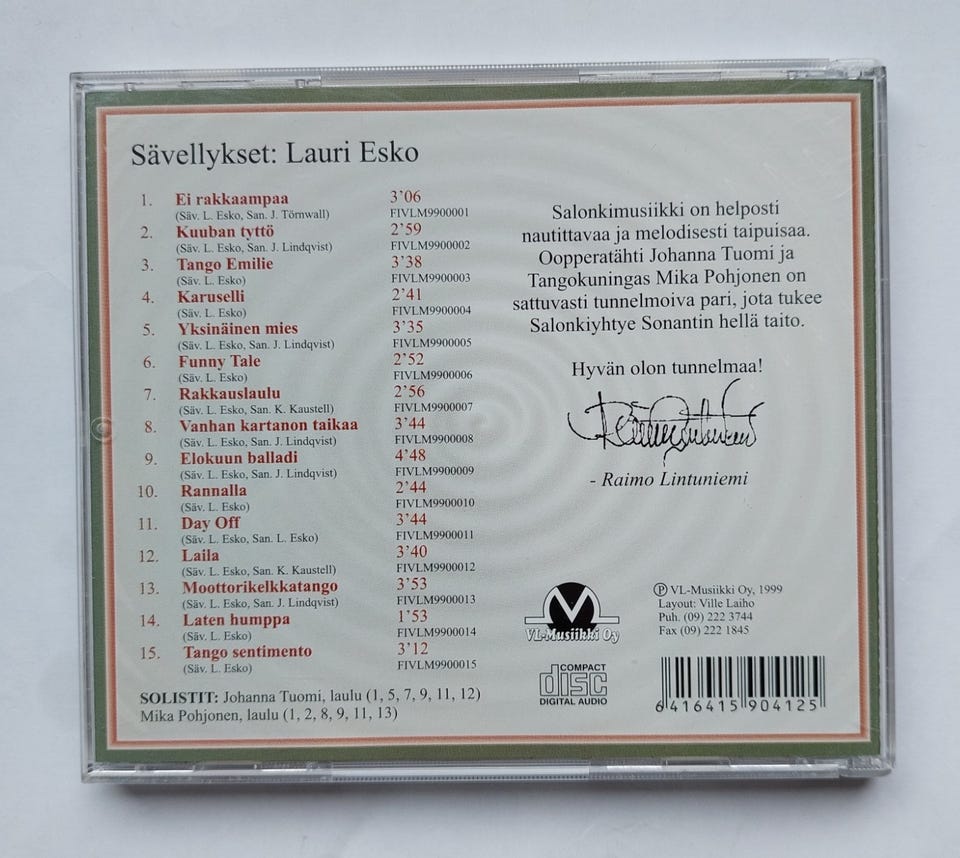 Sävellykset: Lauri Esko
1. Ei rakkaampaa 3’06
(Säv. L. Esko, San. J. Törnwall) FIVLM9900001
2. Kuuban tyttö 2’59
(Säv. L. Esko, San. J. Lindqvist) FIVLM9900002
3. Tango Emilie 3’38
(Säv. L. Esko) FIVLM9900003
4. Karuselli 2’41
(Säv. L. Esko) FIVLM9900004
5. Yksinäinen mies 3’35
(Säv. L. Esko, San. J. Lindqvist) FIVLM9900005
6. Funny Tale 2’52
(Säv. L. Esko) FIVLM9900006
7. Rakkauslaulu 2’56
(Säv. L. Esko, San. K. Kaustell) FIVLM9900007
8. Vanhan kartanon taikaa 3’44
(Säv. L. Esko, San. J. Lindqvist) FIVLM9900008
9. Elokuun balladi 4’48
(Säv. L. Esko, San. J. Lindqvist) FIVLM9900009
10. Rannalla 2’44
(Säv. L. Esko) FIVLM9900010
11. Day Off 3’44
(Säv. L. Esko, San. L. Esko) FIVLM9900011
12. Laila 3’40
(Säv. L. Esko, San. K. Kaustell) FIVLM9900012
13. Moottorikelkkatango 3’53
(Säv. L. Esko, San. J. Lindqvist) FIVLM9900013
14. Laten humppa 1’53
(Säv. L. Esko) FIVLM9900014
15. Tango sentimento 3’12
(Säv. L. Esko) FIVLM9900015
SOLISTIT: Johanna Tuomi, laulu (1, 5, 7, 9, 11, 12)
Mika Pohjonen, laulu (1, 2, 8, 9, 11, 13)
Salonkimusiikki on helposti
nautittavaa ja melodisesti taipuisaa.
Oopperatähti Johanna Tuomi ja
Tangokuningas Mika Pohjonen on
sattuvasti tunnelmoiva pari, jota tukee
Salonkiyhtye Sonantin hellä taito.
Hyvän olon tunnelmaa!
- Raimo Lintuniemi
VL-Musiikki Oy
COMPACT
disc
DIGITAL AUDIO
Ⓟ VL-Musiikki Oy, 1999
Layout: Ville Laiho
Puh. (09) 222 3744
Fax (09) 222 1845
6 416415 904125